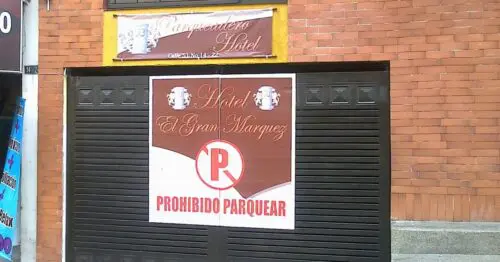 Parqueadero
Hotel
Hotel
El Gran Marquez
P
PROHIBIDO PARQUEAR